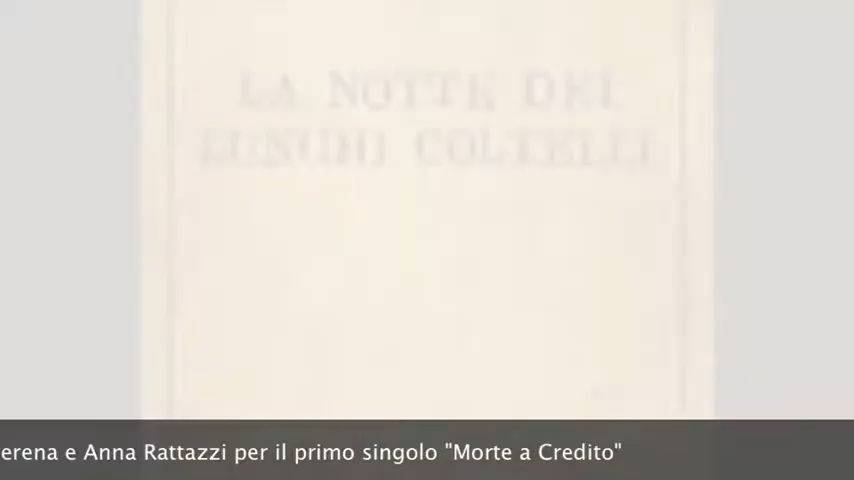 LA NOTTE DEI
LUNGHI COLTELLI
erena e Anna Rattazzi per il primo singolo "Morte a Credito"